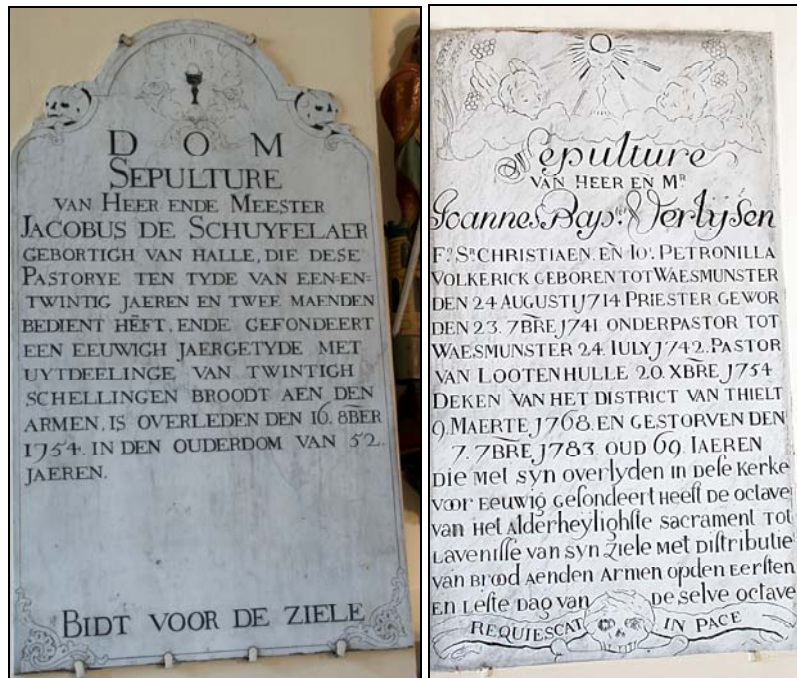 D O M
SEPULTURE
VAN HEER ENDE MEESTER
JACOBUS DE SCHUYFELAER
GEBORTIGH VAN HALLE, DIE DESE
PASTORYE TEN TYDE VAN EEN-EN=
TWINTIG JAEREN EN TWEE MAENDEN
BEDIENT HEEFT, ENDE GEFONDEERT
EEN EEUWIGH JAERGETYDE MET
UYTDEELINGE VAN TWINTIGH
SCHELLINGEN BROODT AEN DEN
ARMEN, IS OVERLEDEN DEN 16. 8BER
1754. IN DEN OUDERDOM VAN 52.
JAEREN.
BIDT VOOR DE ZIELE
Sepulture
VAN HEER EN Mr
Joannes Bapte Verlysen
Fs Sr CHRISTIAEN. EN Ioe PETRONILLA
VOLKERICK GEBOREN TOT WAESMUNSTER
DEN 24 AUGUSTI 1714 PRIESTER GEWOR
DEN 23. 7BRE 1741 ONDERPASTOR TOT
WAESMUNSTER 24. IULY 1742. PASTOR
VAN LOOTENHULLE 20. XBRE 1754
DEKEN VAN HET DISTRICT VAN THIELT
9. MAERTE 1768. EN GESTORVEN DEN
7. 7BRE 1783. OUD 69. IAEREN
Die Met syn overlyden in dese Kerke
voor Eeuwig gefondeert Heeft De octave
van Het Alderheylighste sacrament Tot
Lavenisse van syn Ziele Met Distributie
van Brood Aenden Armen opden Eersten
En Leste Dag van De selve octave
REQUIESCAT IN PACE